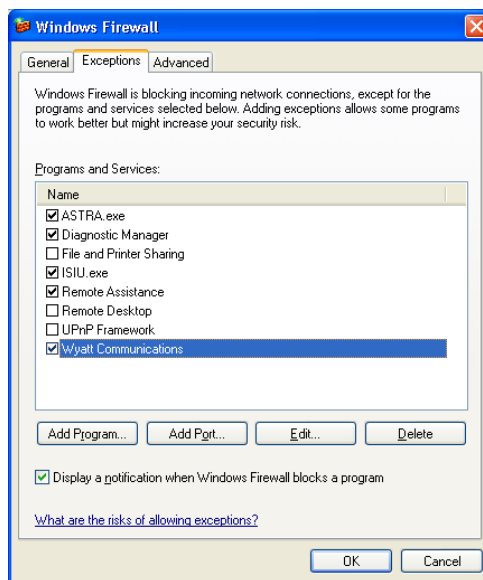 Windows Firewall
General Exceptions Advanced
Windows Firewall is blocking incoming network connections, except for the
programs and services selected below. Adding exceptions allows some programs
to work better but might increase your security risk.
Programs and Services:
Name
ASTRA.exe
Diagnostic Manager
File and Printer Sharing
ISIU.exe
Remote Assistance
Remote Desktop
UPnP Framework
Wyatt Communications
Add Program... Add Port... Edit... Delete
Display a notification when Windows Firewall blocks a program
What are the risks of allowing exceptions?
OK Cancel